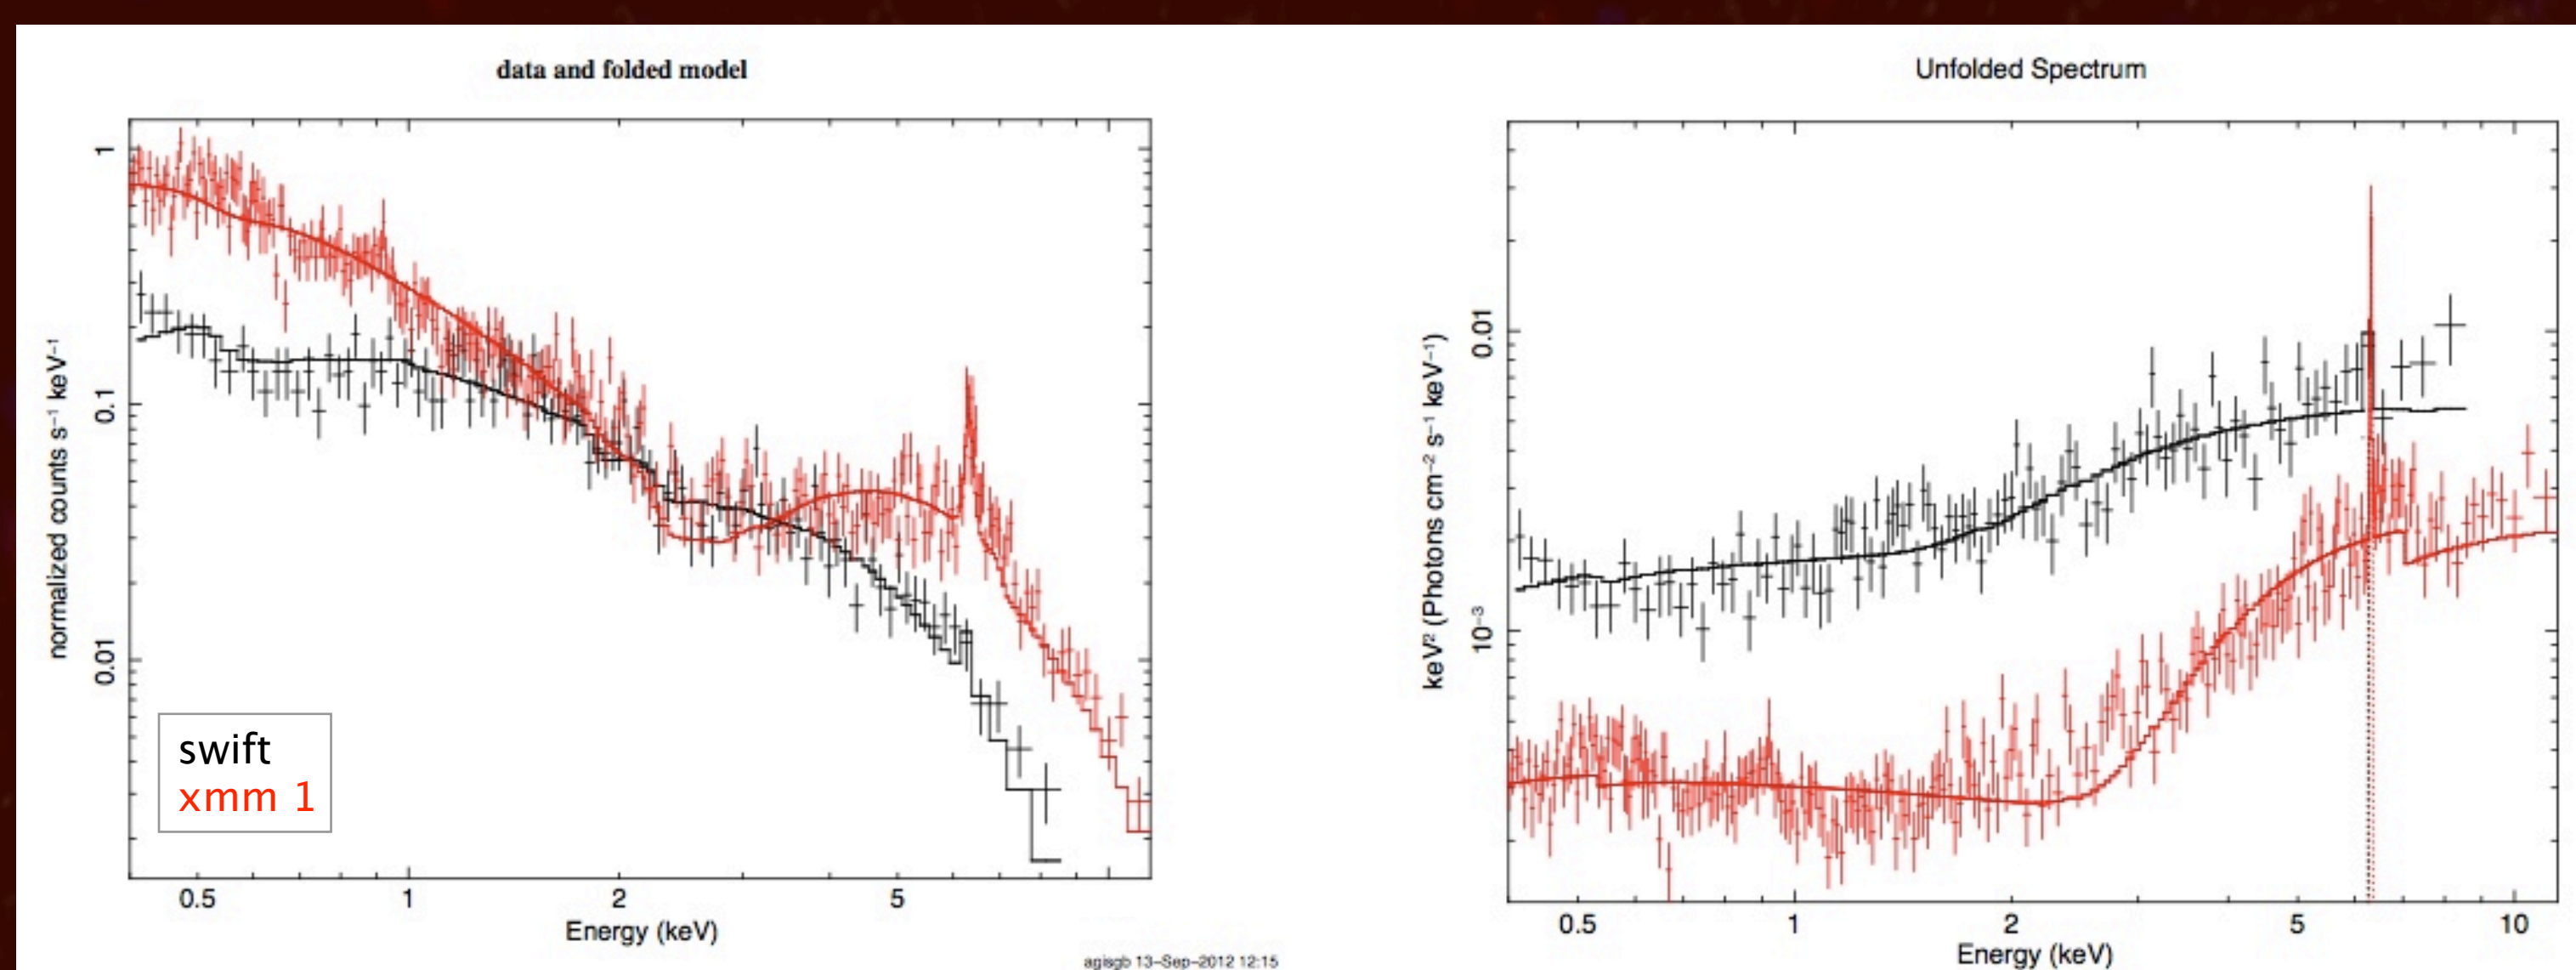 data and folded model
normalized counts s⁻¹ keV⁻¹
1
0.1
0.01
swift
xmm 1
0.5 1 2 5
Energy (keV)
agisgb 13-Sep-2012 12:15
Unfolded Spectrum
keV² (Photons cm⁻² s⁻¹ keV⁻¹)
0.01
10⁻³
0.5 1 2 5 10
Energy (keV)